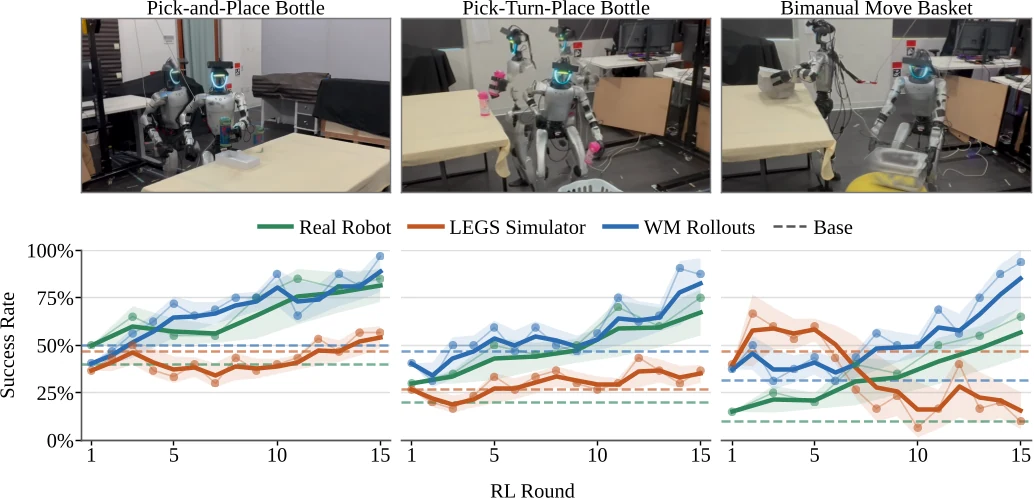 Pick-and-Place Bottle Pick-Turn-Place Bottle Bimanual Move Basket
Real Robot LEGS Simulator WM Rollouts Base
Success Rate
100%
75%
50%
25%
0%
1 5 10 15 1 5 10 15 1 5 10 15
RL Round